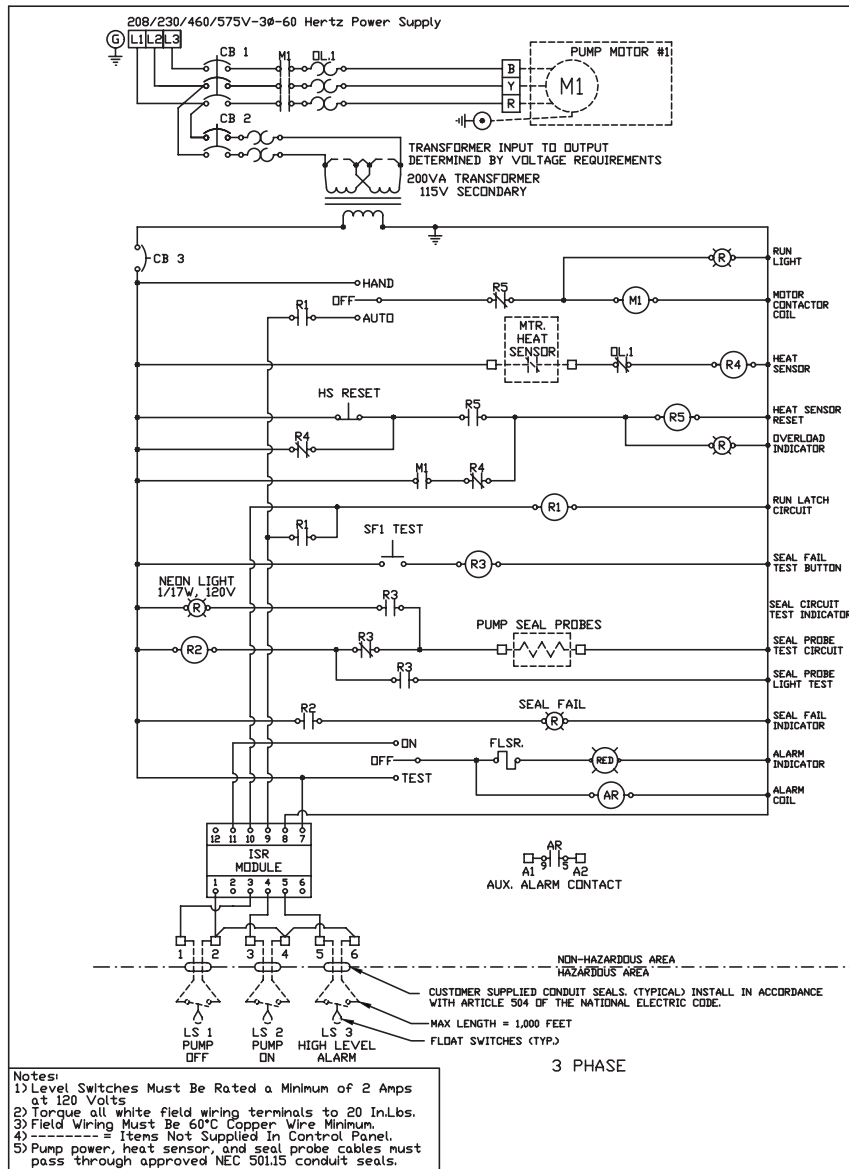 208/230/460/575V-3ø-60 Hertz Power Supply
G L1 L2 L3
CB 1
M1
OL.1
PUMP MOTOR #1
B
Y
R
M1
CB 2
TRANSFORMER INPUT TO OUTPUT
DETERMINED BY VOLTAGE REQUIREMENTS
200VA TRANSFORMER
115V SECONDARY
CB 3
R
RUN
LIGHT
HAND
OFF
R5
M1
MOTOR
CONTACTOR
COIL
R1
AUTO
MTR.
HEAT
SENSOR
OL.1
R4
HEAT
SENSOR
HS RESET
R5
R5
HEAT SENSOR
RESET
R4
R
OVERLOAD
INDICATOR
M1
R4
R1
RUN LATCH
CIRCUIT
R1
SF1 TEST
R3
SEAL FAIL
TEST BUTTON
NEON LIGHT
1/17W, 120V
R
R3
SEAL CIRCUIT
TEST INDICATOR
PUMP SEAL PROBES
R2
R3
SEAL PROBE
TEST CIRCUIT
R3
SEAL PROBE
LIGHT TEST
R2
SEAL FAIL
R
SEAL FAIL
INDICATOR
ON
OFF
FLSR.
RED
ALARM
INDICATOR
TEST
AR
ALARM
COIL
12 11 10 9 8 7
ISR
MODULE
1 2 3 4 5 6
AR
A1 9 5 A2
AUX. ALARM CONTACT
1 2 3 4 5 6
NON-HAZARDOUS AREA
HAZARDOUS AREA
CUSTOMER SUPPLIED CONDUIT SEALS. (TYPICAL) INSTALL IN ACCORDANCE
WITH ARTICLE 504 OF THE NATIONAL ELECTRIC CODE.
MAX LENGTH = 1,000 FEET
FLOAT SWITCHES (TYP.)
LS 1
PUMP
OFF
LS 2
PUMP
ON
LS 3
HIGH LEVEL
ALARM
3 PHASE
Notes:
1) Level Switches Must Be Rated a Minimum of 2 Amps
at 120 Volts
2) Torque all white field wiring terminals to 20 In.Lbs.
3) Field Wiring Must Be 60°C Copper Wire Minimum.
4) --------- = Items Not Supplied In Control Panel.
5) Pump power, heat sensor, and seal probe cables must
pass through approved NEC 501.15 conduit seals.